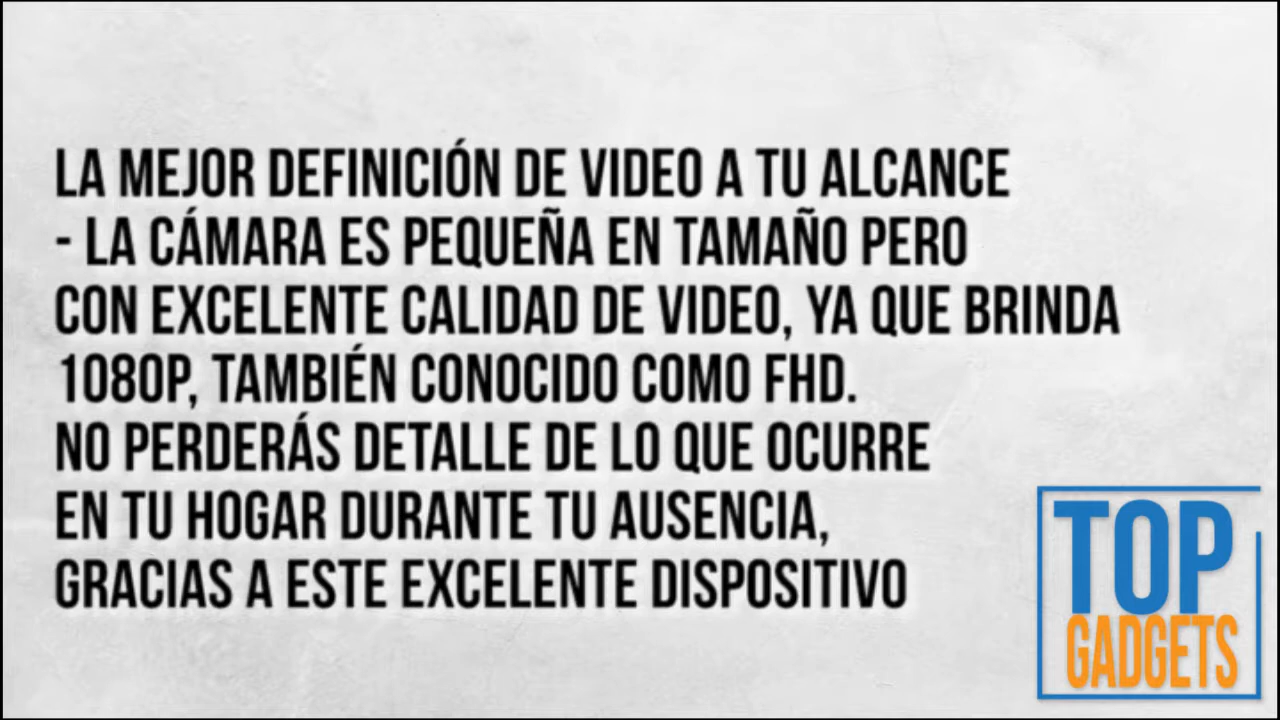 LA MEJOR DEFINICIÓN DE VIDEO A TU ALCANCE
- LA CÁMARA ES PEQUEÑA EN TAMAÑO PERO
CON EXCELENTE CALIDAD DE VIDEO, YA QUE BRINDA
1080P, TAMBIÉN CONOCIDO COMO FHD.
NO PERDERÁS DETALLE DE LO QUE OCURRE
EN TU HOGAR DURANTE TU AUSENCIA,
GRACIAS A ESTE EXCELENTE DISPOSITIVO
TOP
GADGETS